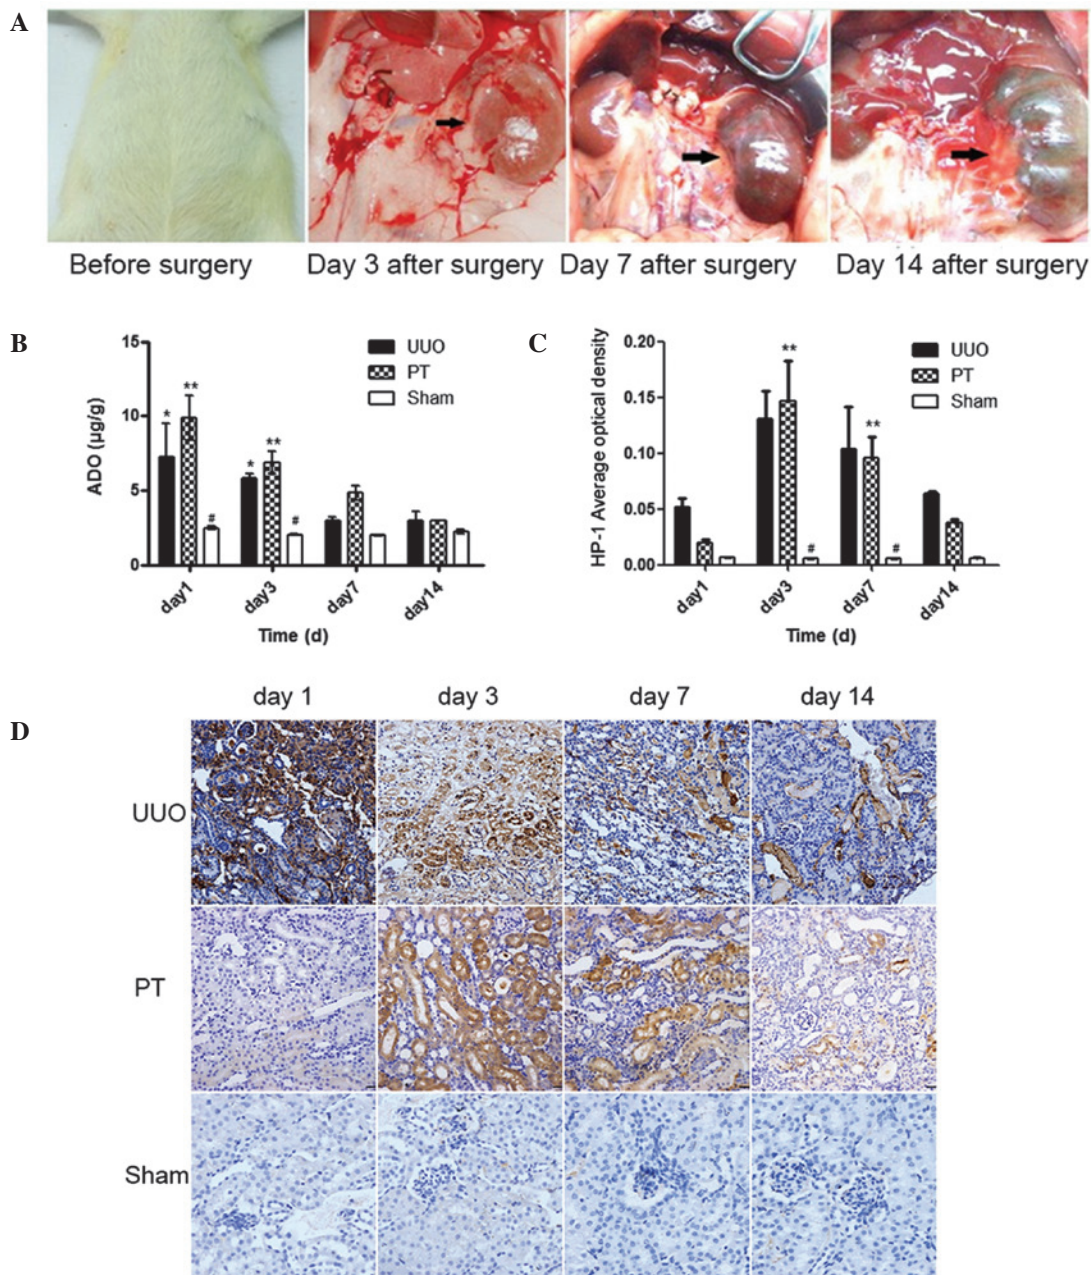 A
Before surgery
Day 3 after surgery
Day 7 after surgery
Day 14 after surgery
B
15
10
5
0
ADO (µg/g)
*
**
#
*
**
#
UUO
PT
Sham
day1
day3
day7
day14
Time (d)
C
0.20
0.15
0.10
0.05
0.00
HP-1 Average optical density
**
#
**
#
UUO
PT
Sham
day1
day3
day7
day14
Time (d)
D
day 1
day 3
day 7
day 14
UUO
PT
Sham